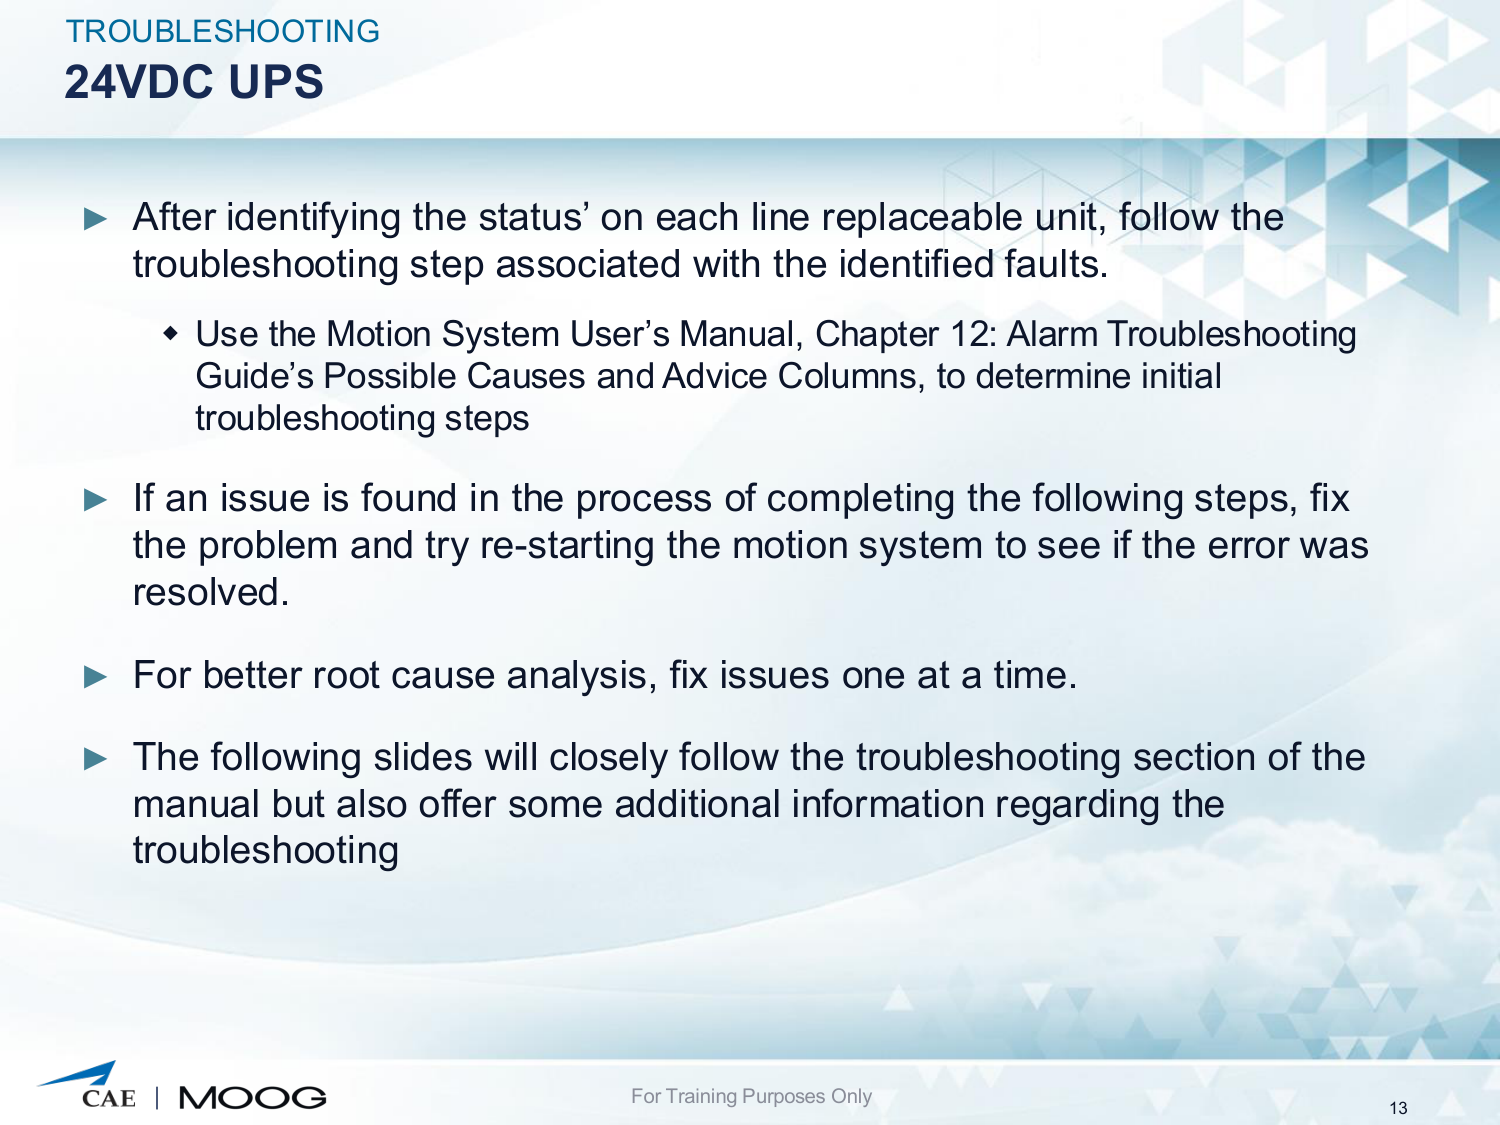 TROUBLESHOOTING
24VDC UPS
► After identifying the status’ on each line replaceable unit, follow the
troubleshooting step associated with the identified faults.
◆ Use the Motion System User’s Manual, Chapter 12: Alarm Troubleshooting
Guide’s Possible Causes and Advice Columns, to determine initial
troubleshooting steps
► If an issue is found in the process of completing the following steps, fix
the problem and try re-starting the motion system to see if the error was
resolved.
► For better root cause analysis, fix issues one at a time.
► The following slides will closely follow the troubleshooting section of the
manual but also offer some additional information regarding the
troubleshooting
CAE | MOOG
For Training Purposes Only
13